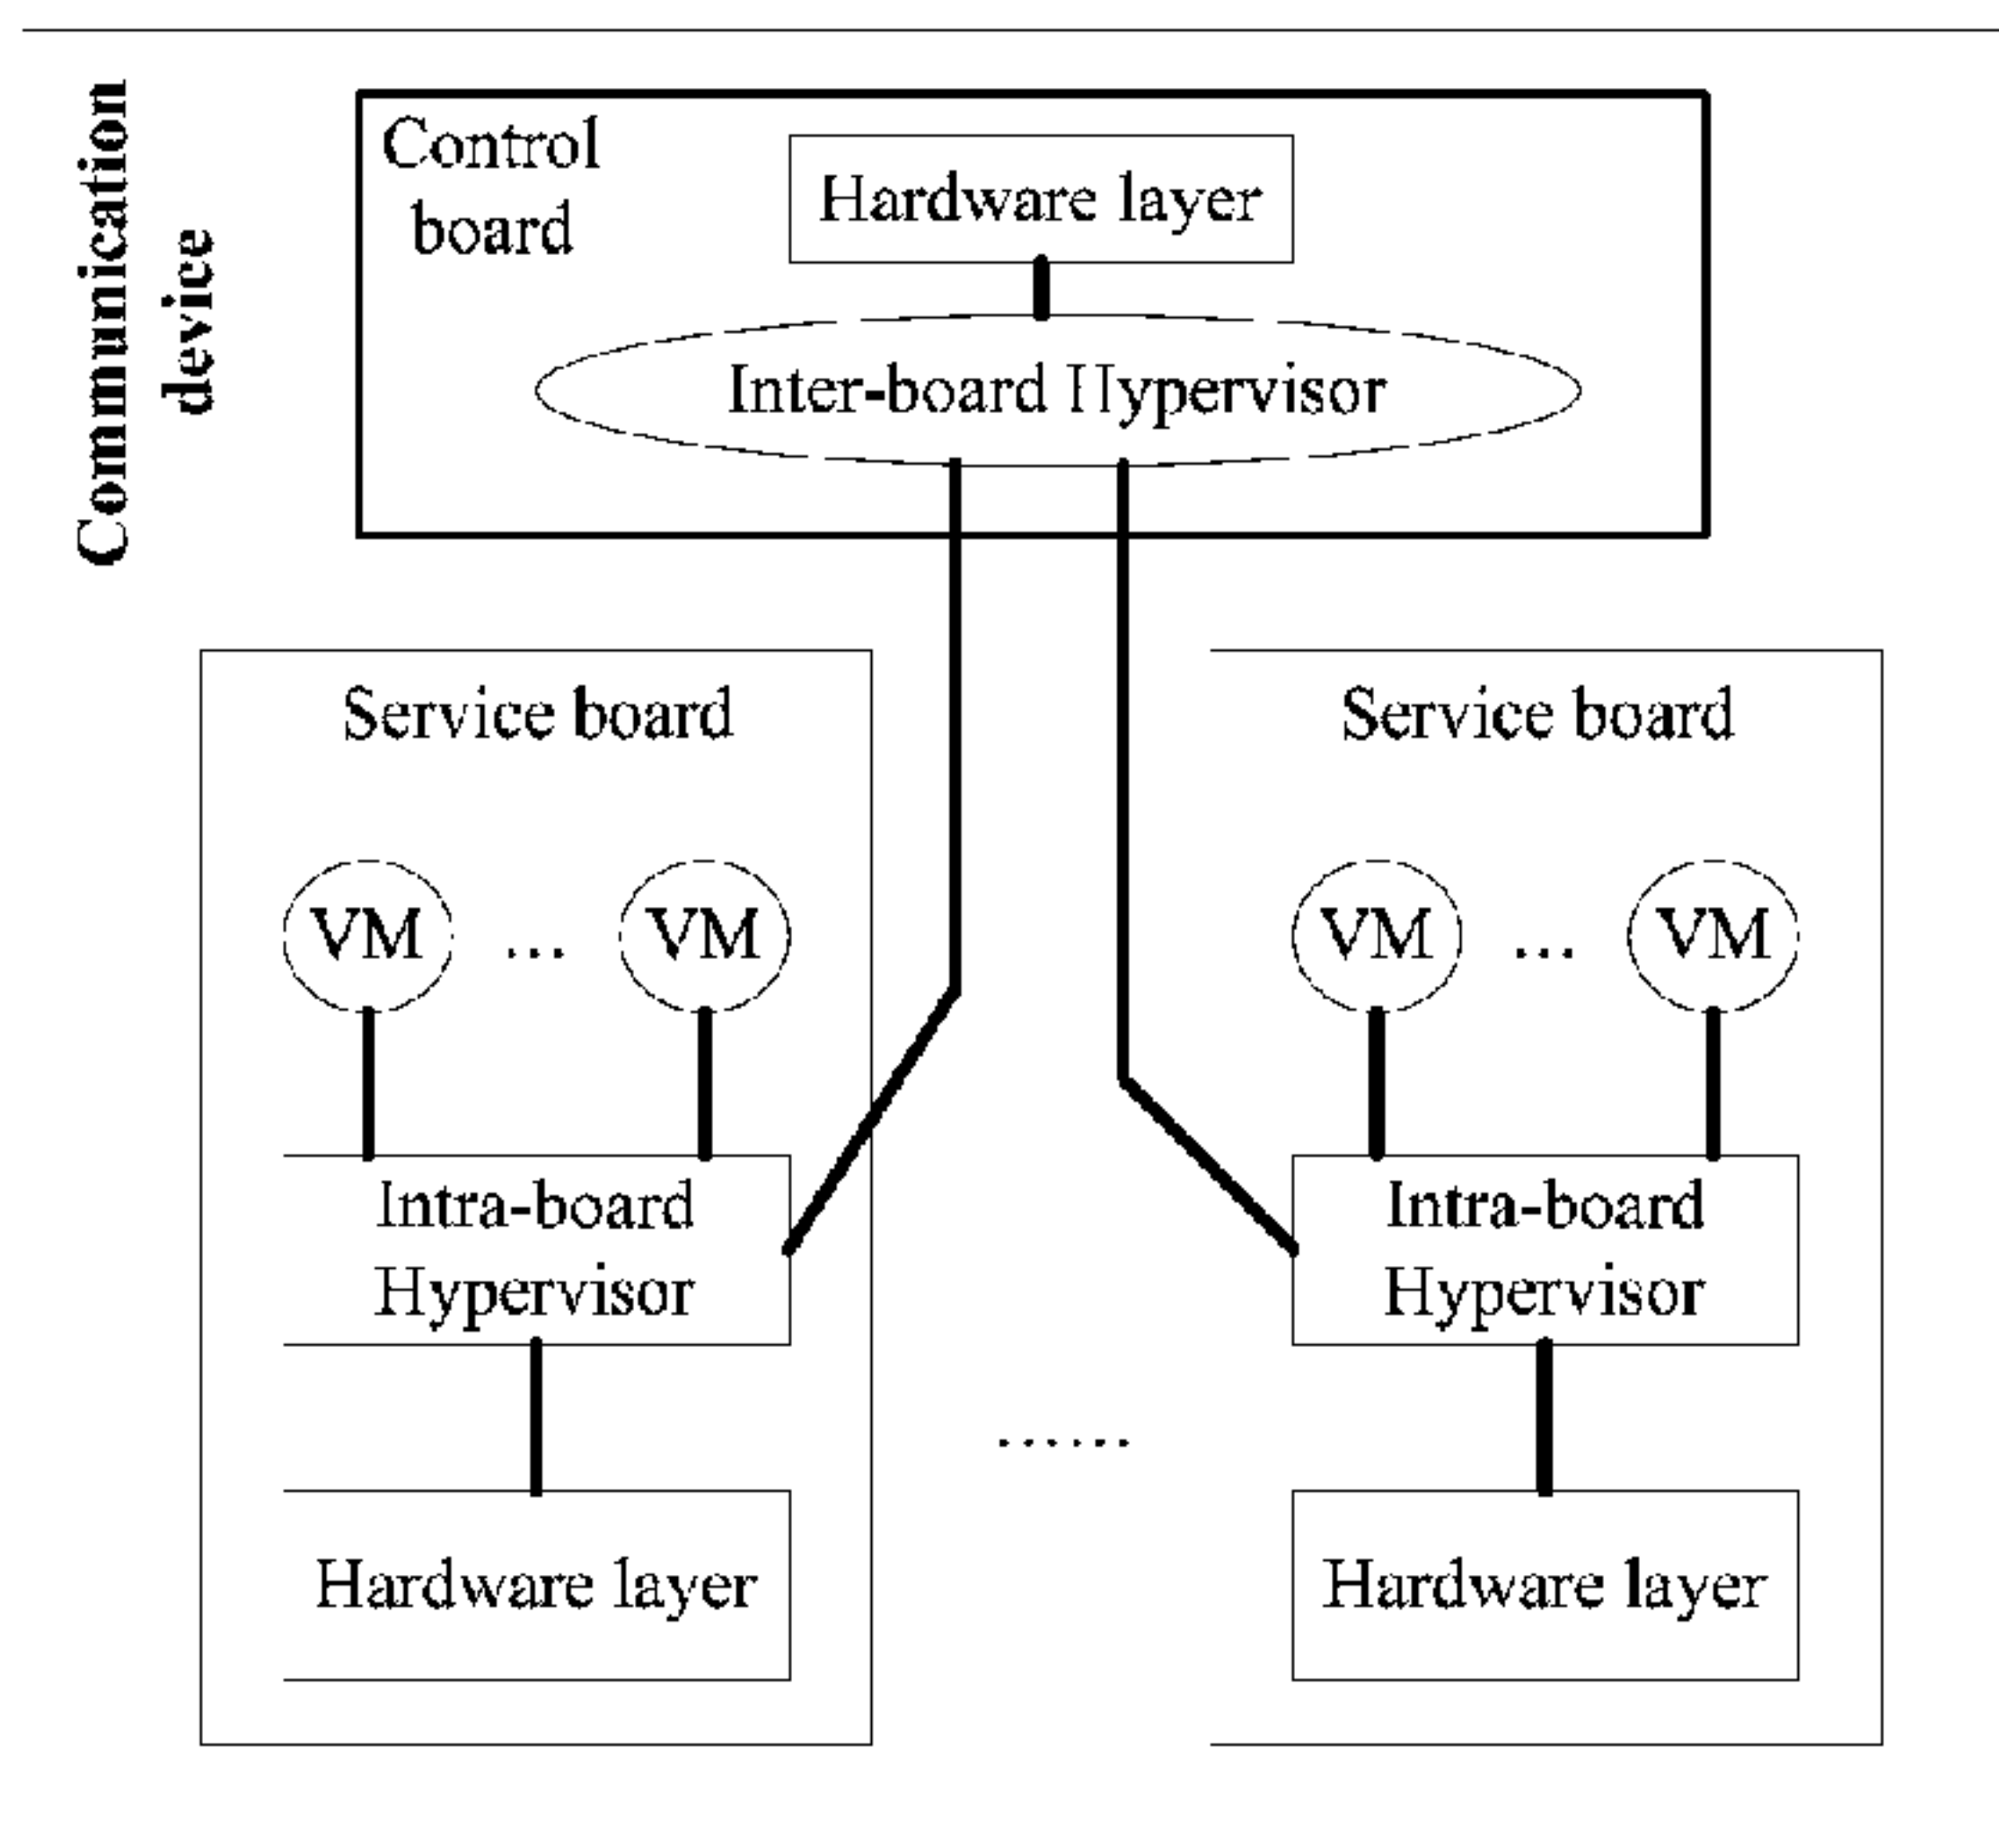 Communication
device
Control
board
Hardware layer
Inter-board Hypervisor
Service board
VM ... VM
Intra-board
Hypervisor
Hardware layer
......
Service board
VM ... VM
Intra-board
Hypervisor
Hardware layer